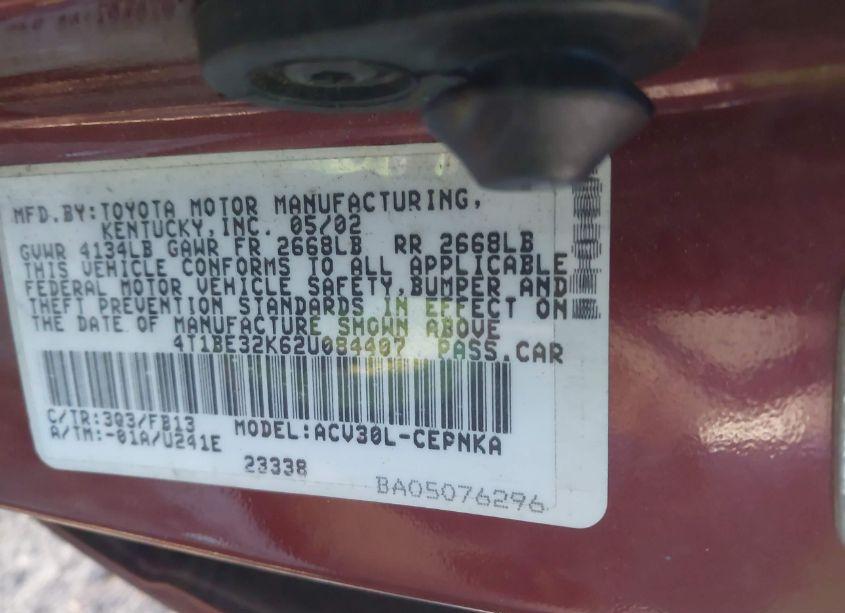 MFD.BY:TOYOTA MOTOR MANUFACTURING,
KENTUCKY,INC. 05/02
GVWR 4134LB GAWR FR 2668LB RR 2668LB
THIS VEHICLE CONFORMS TO ALL APPLICABLE
FEDERAL MOTOR VEHICLE SAFETY,BUMPER AND
THEFT PREVENTION STANDARDS IN EFFECT ON
THE DATE OF MANUFACTURE SHOWN ABOVE
4T1BE32K62U084407 PASS.CAR
C/TR:3Q3/FB13
A/TM:-01A/U241E
MODEL:ACV30L-CEPNKA
23338
BA05076296